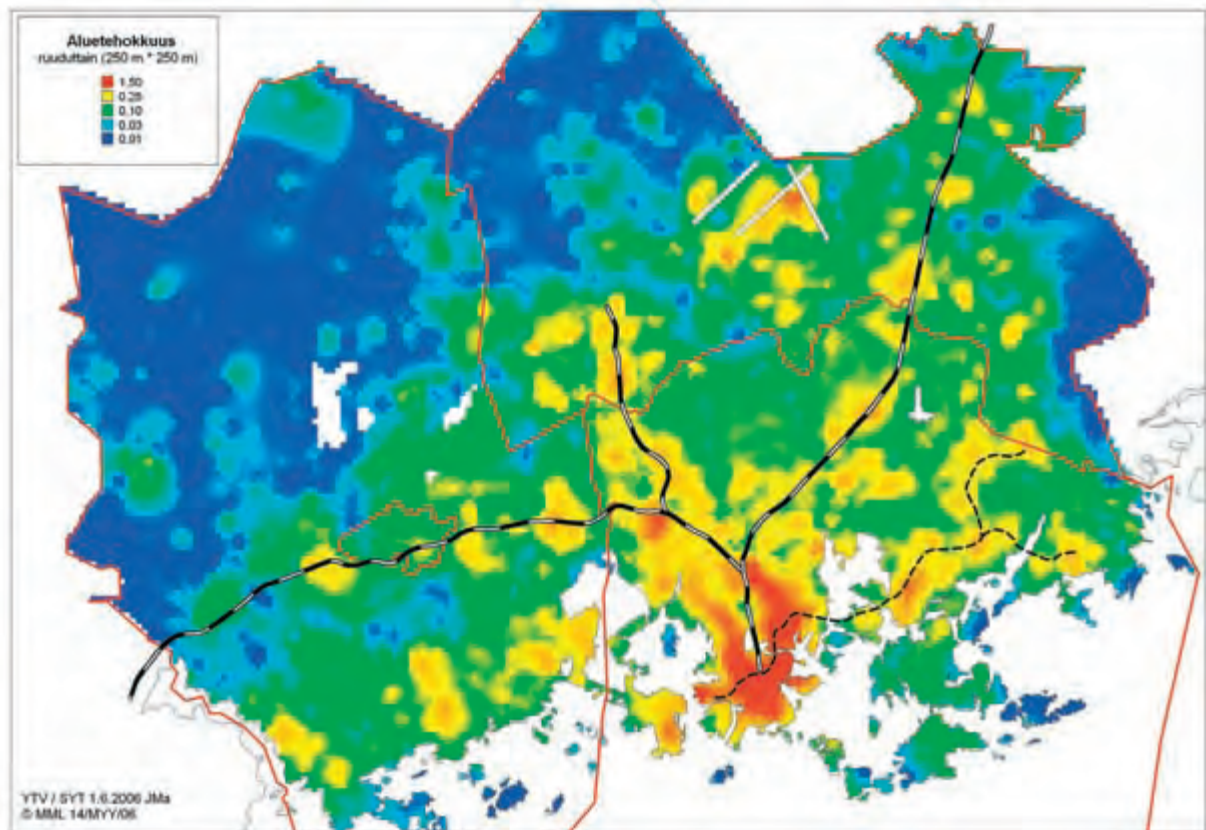 Aluetehokkuus
ruuduttain (250 m * 250 m)
1,50
0,25
0,10
0,03
0,01
YTV / SYT 1.6.2006 JMa
© MML 14/MYY/06